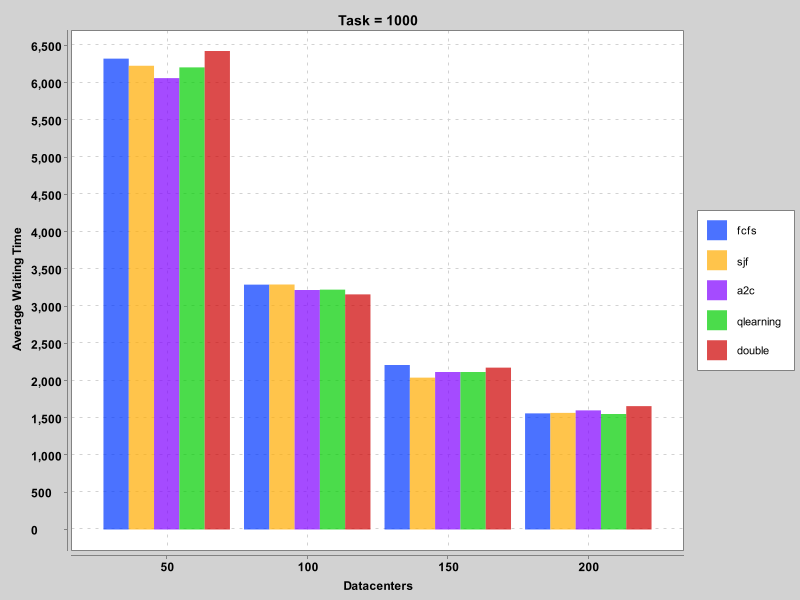 Task = 1000
6,500
6,000
5,500
5,000
4,500
4,000
3,500
3,000
2,500
2,000
1,500
1,000
500
0
Average Waiting Time
50 100 150 200
Datacenters
fcfs
sjf
a2c
qlearning
double